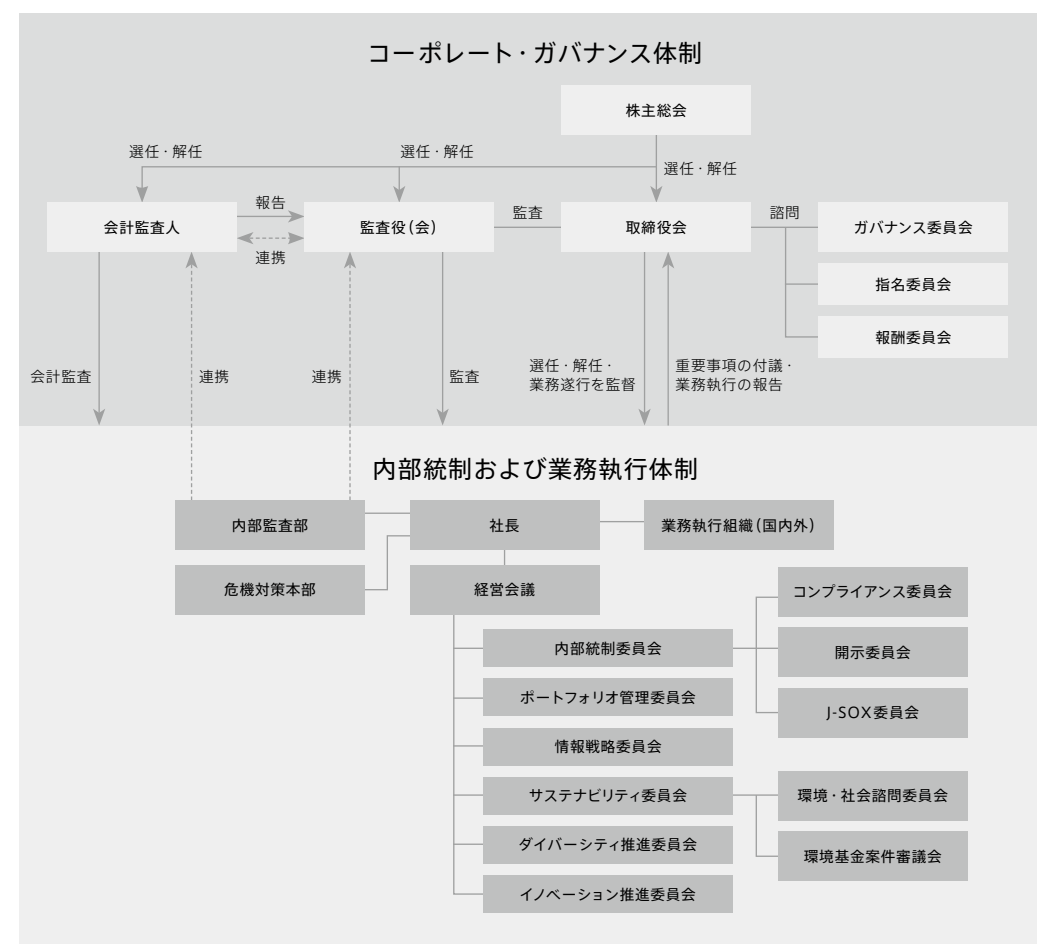 コーポレート・ガバナンス体制
株主総会
選任・解任
選任・解任
選任・解任
会計監査人
報告
連携
監査役(会)
監査
取締役会
諮問
ガバナンス委員会
指名委員会
報酬委員会
会計監査
連携
連携
監査
選任・解任・
業務遂行を監督
重要事項の付議・
業務執行の報告
内部統制および業務執行体制
内部監査部
社長
業務執行組織(国内外)
危機対策本部
経営会議
コンプライアンス委員会
内部統制委員会
開示委員会
ポートフォリオ管理委員会
J-SOX委員会
情報戦略委員会
サステナビリティ委員会
環境・社会諮問委員会
ダイバーシティ推進委員会
環境基金案件審議会
イノベーション推進委員会